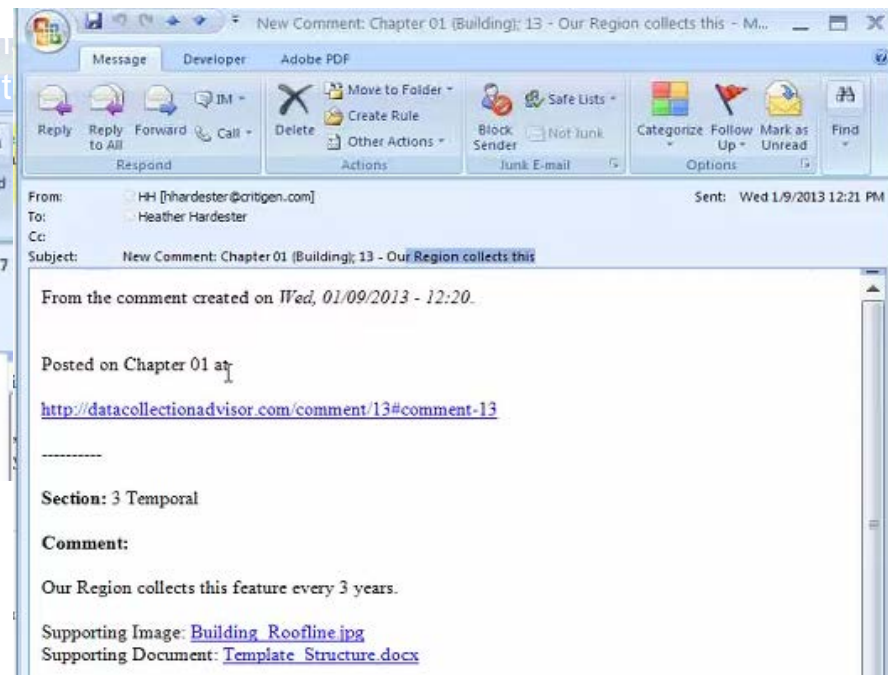 New Comment: Chapter 01 (Building); 13 - Our Region collects this - M...
Message Developer Adobe PDF
Reply
Reply to All
Forward
IM
Call
Respond
Delete
Move to Folder
Create Rule
Other Actions
Actions
Block Sender
Safe Lists
Not Junk
Junk E-mail
Categorize
Follow Up
Mark as Unread
Options
Find
From: HH [hhardester@critigen.com] Sent: Wed 1/9/2013 12:21 PM
To: Heather Hardester
Cc:
Subject: New Comment: Chapter 01 (Building); 13 - Our Region collects this
From the comment created on Wed, 01/09/2013 - 12:20.
Posted on Chapter 01 at
http://datacollectionadvisor.com/comment/13#comment-13
----------
Section: 3 Temporal
Comment:
Our Region collects this feature every 3 years.
Supporting Image: Building_Roofline.jpg
Supporting Document: Template_Structure.docx